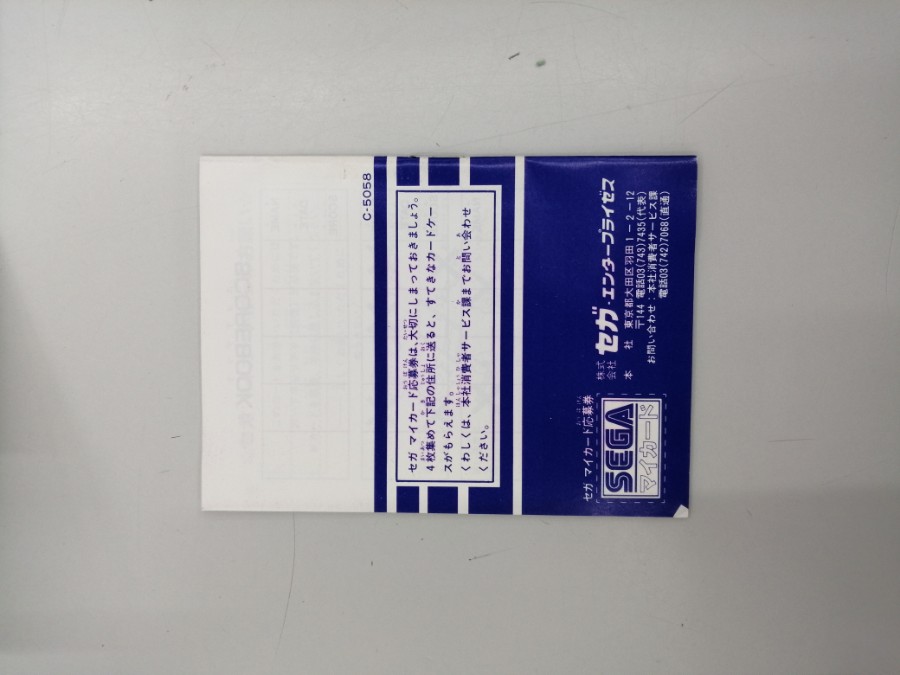 C-5058
セガ マイカード応募券は、大切にしまっておきましょう。
4枚集めて下記の住所に送ると、すてきなカードケー
スがもらえます。
くわしくは、本社消費者サービス課までお問い会わせ
ください。
セガ マイカード応募券
SEGA
マイカード
株式会社 セガ・エンタープライゼス
本社 東京都大田区羽田1-2-12
〒144 電話03(743)7435(代表)
お問い合わせ:本社消費者サービス課
電話03(742)7068(直通)